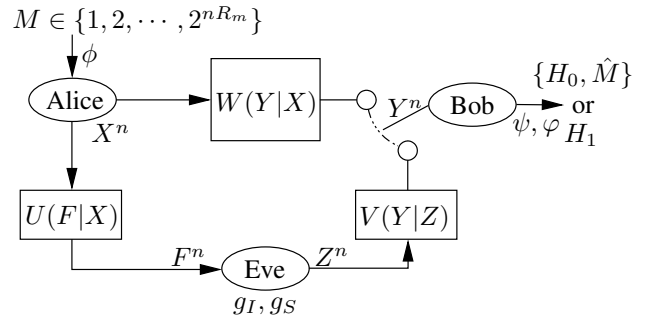 M ∈ {1, 2, ⋯, 2^{nR_m}}
ϕ
Alice
X^n
W(Y|X)
Y^n
Bob
ψ, φ
{H_0, M̂}
or
H_1
U(F|X)
V(Y|Z)
F^n
Eve
Z^n
g_I, g_S